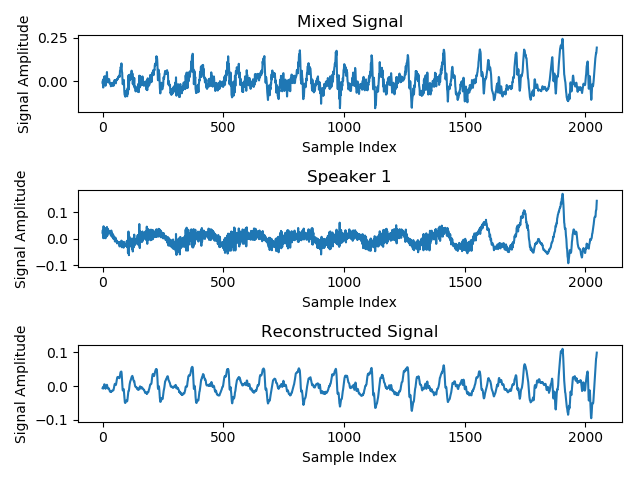 Mixed Signal
Signal Amplitude
0.25
0.00
0 500 1000 1500 2000
Sample Index
Speaker 1
Signal Amplitude
0.1
0.0
−0.1
0 500 1000 1500 2000
Sample Index
Reconstructed Signal
Signal Amplitude
0.1
0.0
−0.1
0 500 1000 1500 2000
Sample Index